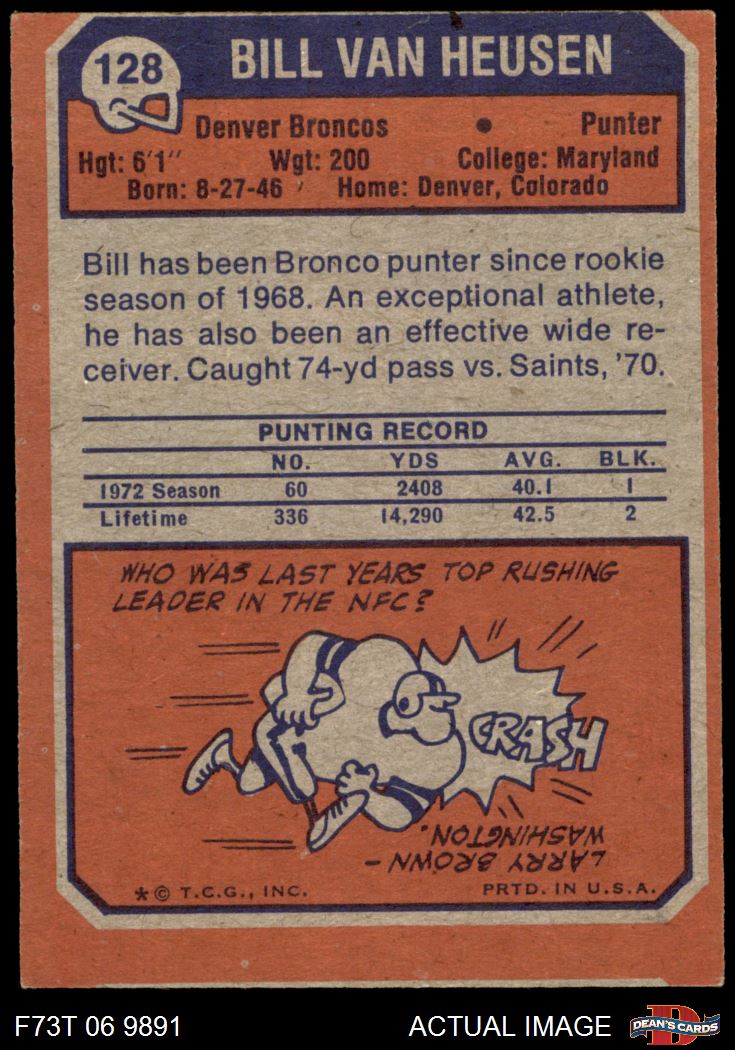 128
BILL VAN HEUSEN
Denver Broncos • Punter
Hgt: 6'1" Wgt: 200 College: Maryland
Born: 8-27-46 Home: Denver, Colorado
Bill has been Bronco punter since rookie
season of 1968. An exceptional athlete,
he has also been an effective wide re-
ceiver. Caught 74-yd pass vs. Saints, '70.
PUNTING RECORD
NO. YDS AVG. BLK.
1972 Season 60 2408 40.1 1
Lifetime 336 14,290 42.5 2
WHO WAS LAST YEARS TOP RUSHING
LEADER IN THE NFC?
CRASH
LARRY BROWN –
WASHINGTON.
* © T.C.G., INC. PRTD. IN U.S.A.
F73T 06 9891 ACTUAL IMAGE D DEAN'S CARDS